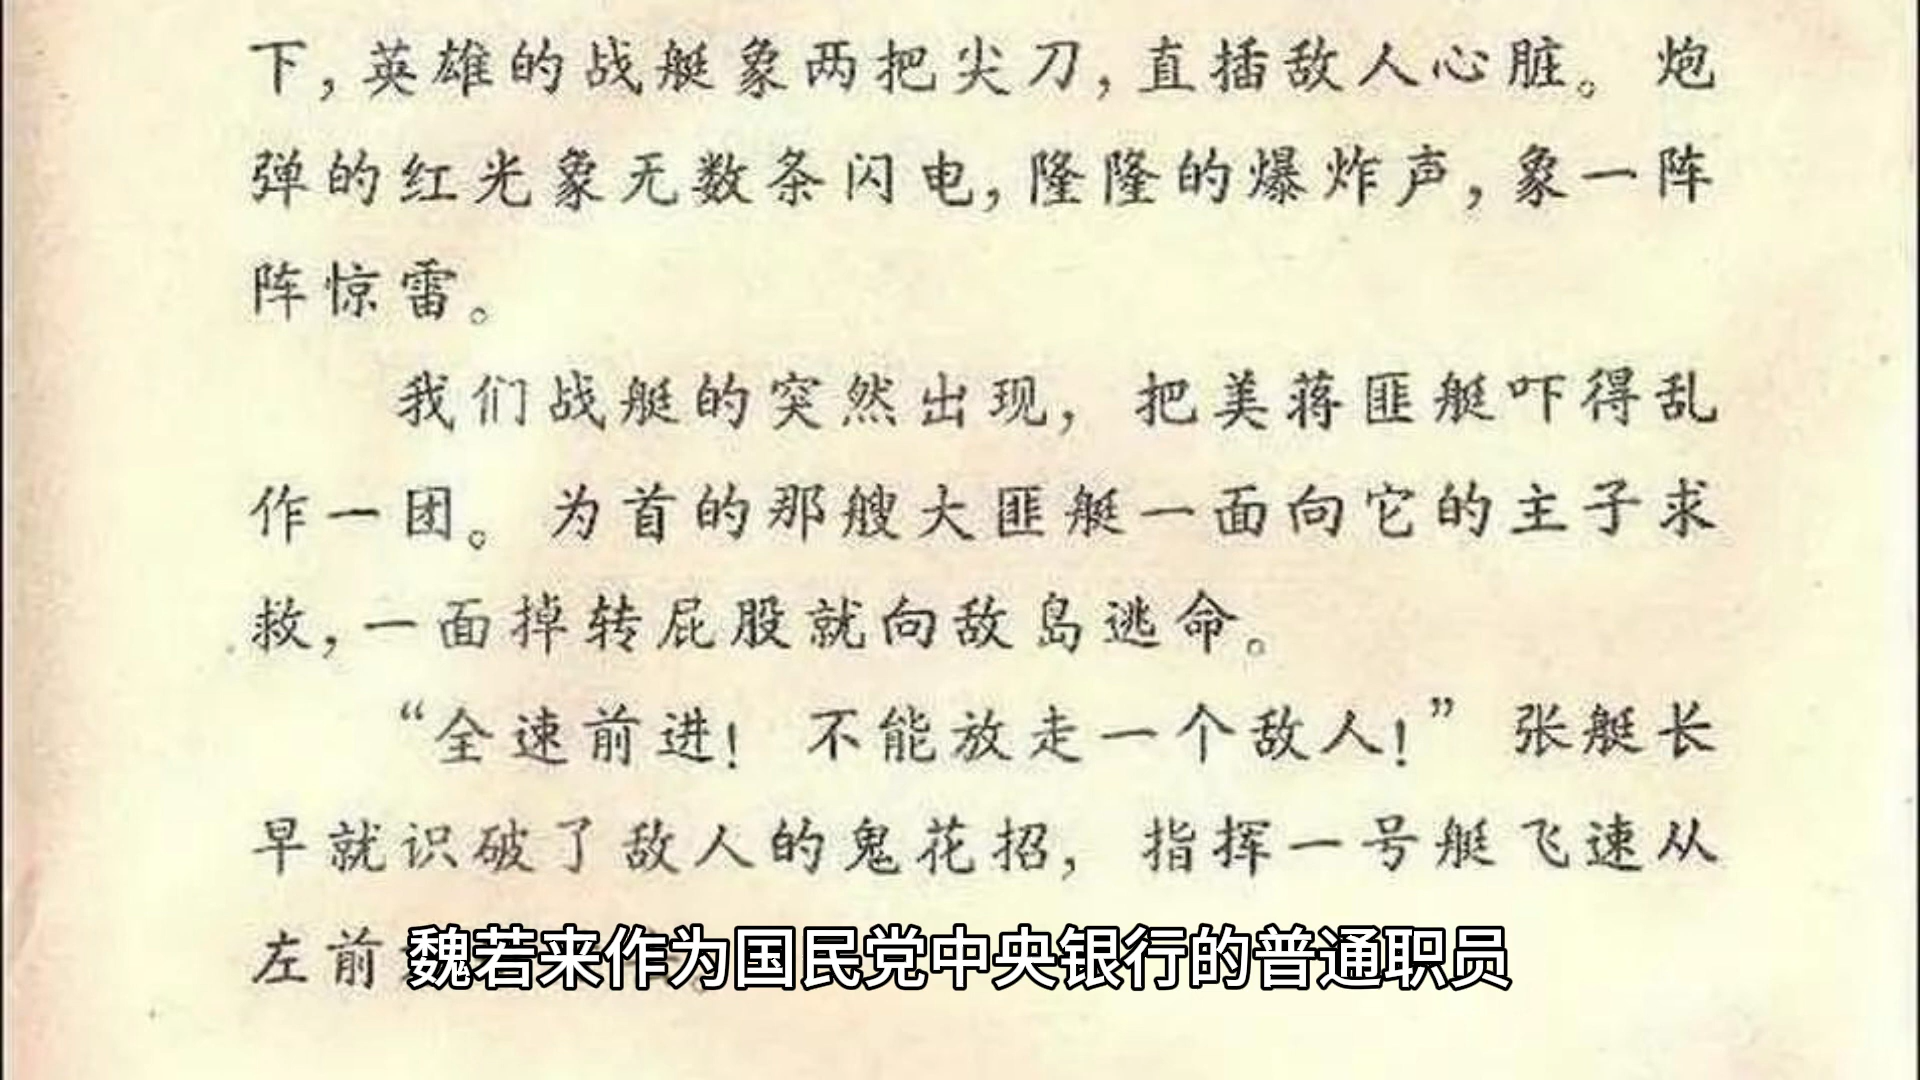 下，英雄的战艇象两把尖刀，直插敌人心脏。炮
弹的红光象无数条闪电，隆隆的爆炸声，象一阵
阵惊雷。
我们战艇的突然出现，把美蒋匪艇吓得乱
作一团。为首的那艘大匪艇一面向它的主子求
救，一面掉转屁股就向敌岛逃命。
“全速前进！不能放走一个敌人！”张艇长
早就识破了敌人的鬼花招，指挥一号艇飞速从
左前
魏若来作为国民党中央银行的普通职员